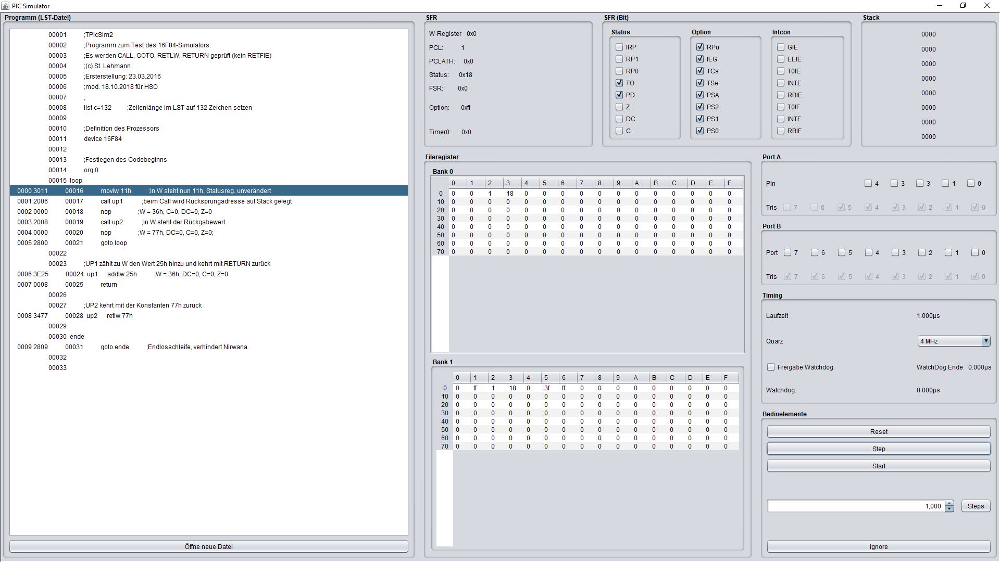 PIC Simulator
Programm (LST-Datei)
00001 ;TPicSim2
00002 ;Programm zum Test des 16F84-Simulators.
00003 ;Es werden CALL, GOTO, RETLW, RETURN geprüft (kein RETFIE)
00004 ;(c) St. Lehmann
00005 ;Ersterstellung: 23.03.2016
00006 ;mod. 18.10.2018 für HSO
00007 ;
00008 list c=132 ;Zeilenlänge im LST auf 132 Zeichen setzen
00009
00010 ;Definition des Prozessors
00011 device 16F84
00012
00013 ;Festlegen des Codebeginns
00014 org 0
00015 loop
0000 3011 00016 movlw 11h ;in W steht nun 11h, Statusreg. unverändert
0001 2006 00017 call up1 ;beim Call wird Rücksprungadresse auf Stack gelegt
0002 0000 00018 nop ;W = 36h, C=0, DC=0, Z=0
0003 2008 00019 call up2 ;in W steht der Rückgabewert
0004 0000 00020 nop ;W = 77h, DC=0, C=0, Z=0;
0005 2800 00021 goto loop
00022
00023 ;UP1 zählt zu W den Wert 25h hinzu und kehrt mit RETURN zurück
0006 3E25 00024 up1 addlw 25h ;W = 36h, DC=0, C=0, Z=0
0007 0008 00025 return
00026
00027 ;UP2 kehrt mit der Konstanten 77h zurück
0008 3477 00028 up2 retlw 77h
00029
00030 ende
0009 2809 00031 goto ende ;Endlosschleife, verhindert Nirwana
00032
00033
Öffne neue Datei
SFR
W-Register 0x0
PCL: 1
PCLATH: 0x0
Status: 0x18
FSR: 0x0
Option: 0xff
Timer0: 0x0
SFR (Bit)
Status
IRP
RP1
RP0
TO
PD
Z
DC
C
Option
RPu
IEG
TCs
TSe
PSA
PS2
PS1
PS0
Intcon
GIE
EEIE
T0IE
INTE
RBIE
T0IF
INTF
RBIF
Stack
0000
0000
0000
0000
0000
0000
0000
0000
Fileregister
Bank 0
0 1 2 3 4 5 6 7 8 9 A B C D E F
0 0 0 1 18 0 0 0 0 0 0 0 0 0 0 0 0
10 0 0 0 0 0 0 0 0 0 0 0 0 0 0 0 0
20 0 0 0 0 0 0 0 0 0 0 0 0 0 0 0 0
30 0 0 0 0 0 0 0 0 0 0 0 0 0 0 0 0
40 0 0 0 0 0 0 0 0 0 0 0 0 0 0 0 0
50 0 0 0 0 0 0 0 0 0 0 0 0 0 0 0 0
60 0 0 0 0 0 0 0 0 0 0 0 0 0 0 0 0
70 0 0 0 0 0 0 0 0 0 0 0 0 0 0 0 0
Bank 1
0 1 2 3 4 5 6 7 8 9 A B C D E F
0 0 ff 1 18 0 3f ff 0 0 0 0 0 0 0 0 0
10 0 0 0 0 0 0 0 0 0 0 0 0 0 0 0 0
20 0 0 0 0 0 0 0 0 0 0 0 0 0 0 0 0
30 0 0 0 0 0 0 0 0 0 0 0 0 0 0 0 0
40 0 0 0 0 0 0 0 0 0 0 0 0 0 0 0 0
50 0 0 0 0 0 0 0 0 0 0 0 0 0 0 0 0
60 0 0 0 0 0 0 0 0 0 0 0 0 0 0 0 0
70 0 0 0 0 0 0 0 0 0 0 0 0 0 0 0 0
Port A
Pin 4 3 3 1 0
Tris 7 6 5 4 3 2 1 0
Port B
Port 7 6 5 4 3 2 1 0
Tris 7 6 5 4 3 2 1 0
Timing
Laufzeit 1.000µs
Quarz 4 MHz
Freigabe Watchdog WatchDog Ende 0.000µs
Watchdog: 0.000µs
Bedinelemente
Reset
Step
Start
1,000 Steps
Ignore